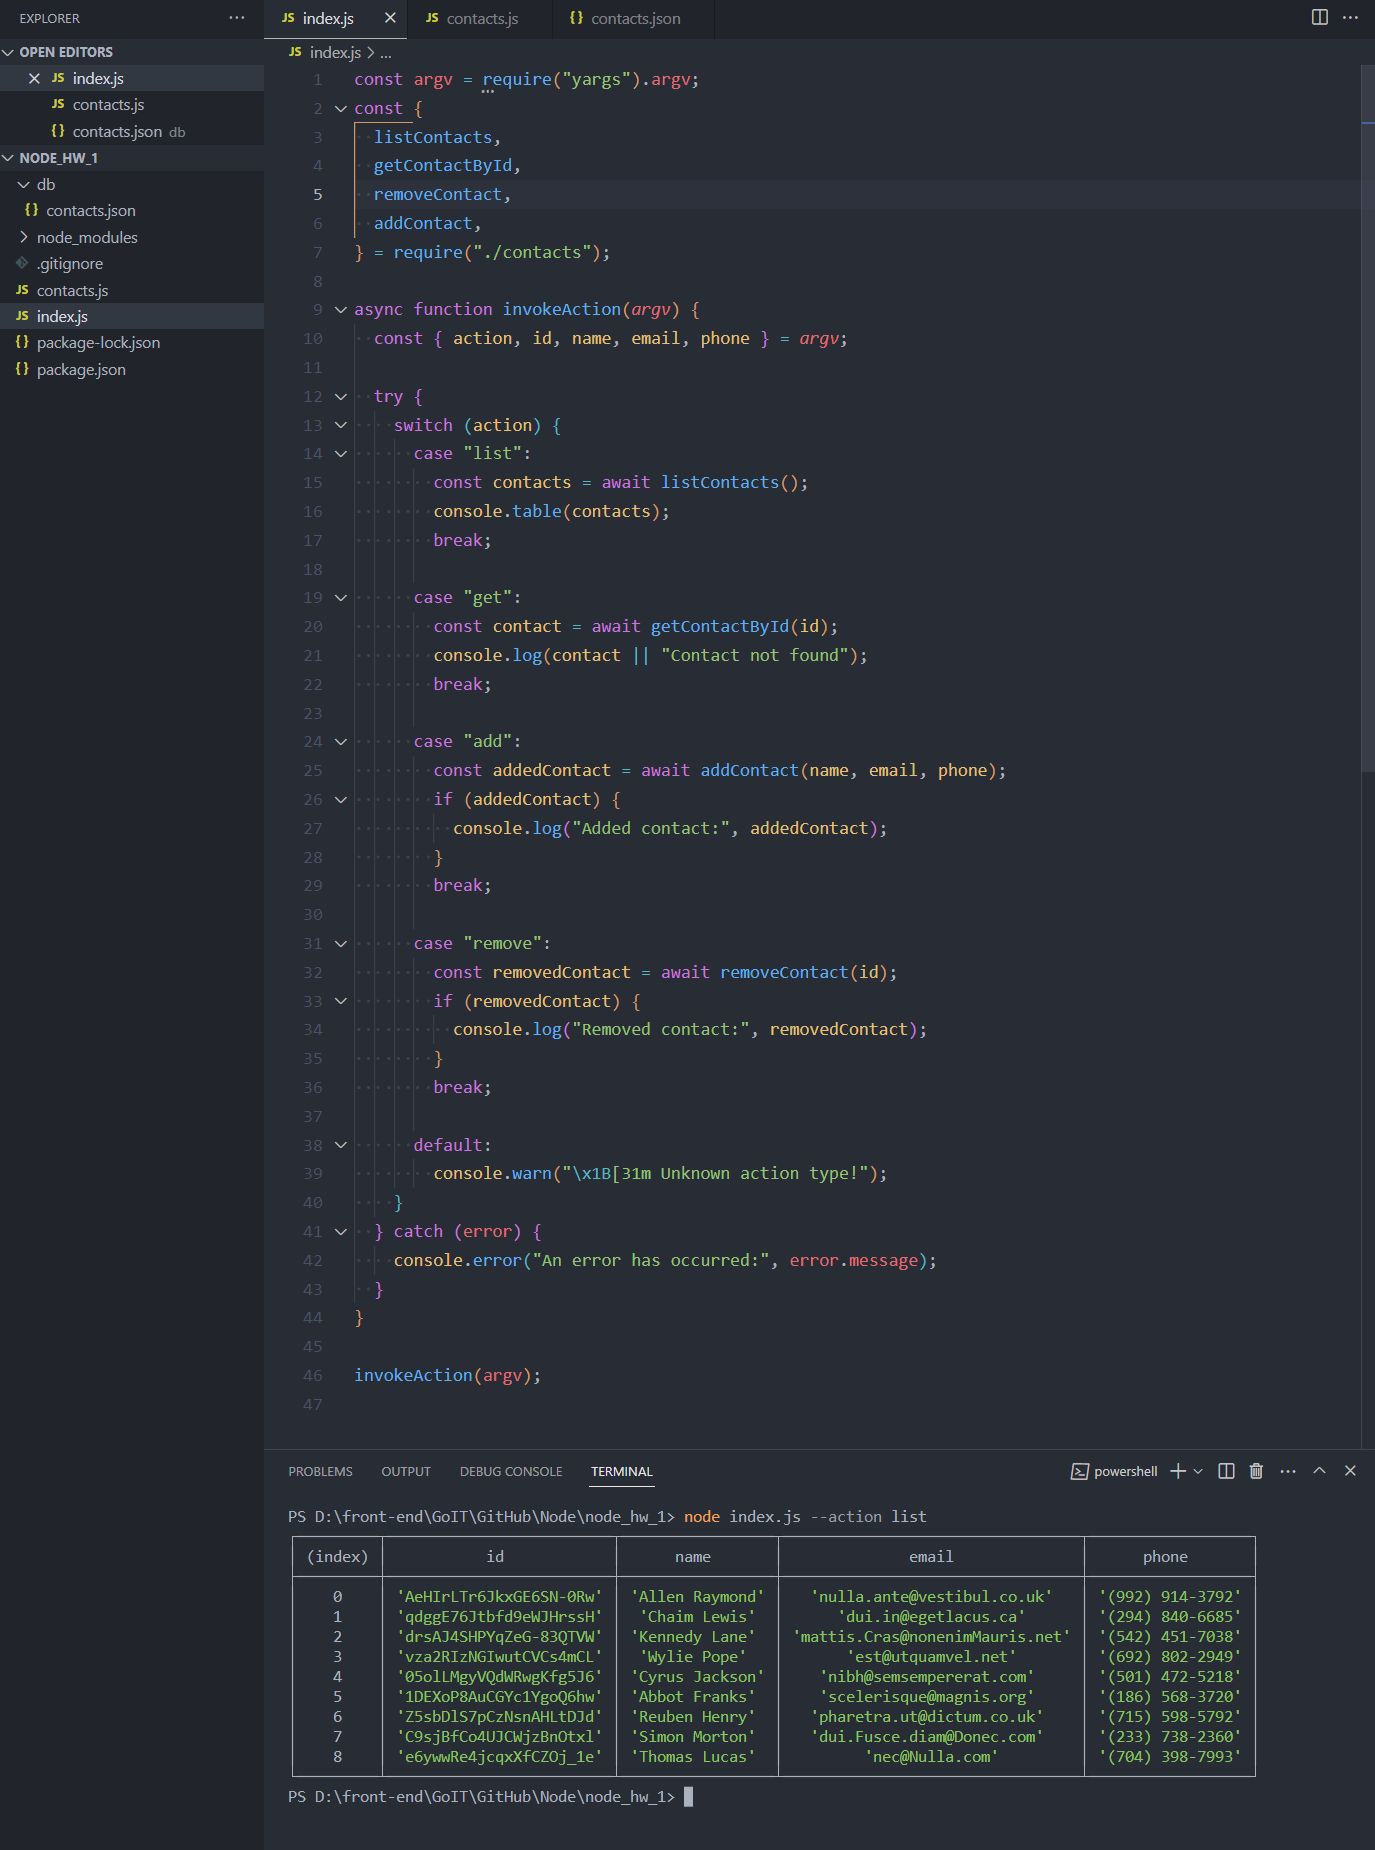 EXPLORER
OPEN EDITORS
JS index.js
JS contacts.js
{} contacts.json db
NODE_HW_1
db
{} contacts.json
node_modules
.gitignore
JS contacts.js
JS index.js
{} package-lock.json
{} package.json
JS index.js JS contacts.js {} contacts.json
JS index.js > ...
1 const argv = require("yargs").argv;
2 const {
3 listContacts,
4 getContactById,
5 removeContact,
6 addContact,
7 } = require("./contacts");
8
9 async function invokeAction(argv) {
10 const { action, id, name, email, phone } = argv;
11
12 try {
13 switch (action) {
14 case "list":
15 const contacts = await listContacts();
16 console.table(contacts);
17 break;
18
19 case "get":
20 const contact = await getContactById(id);
21 console.log(contact || "Contact not found");
22 break;
23
24 case "add":
25 const addedContact = await addContact(name, email, phone);
26 if (addedContact) {
27 console.log("Added contact:", addedContact);
28 }
29 break;
30
31 case "remove":
32 const removedContact = await removeContact(id);
33 if (removedContact) {
34 console.log("Removed contact:", removedContact);
35 }
36 break;
37
38 default:
39 console.warn("\x1B[31m Unknown action type!");
40 }
41 } catch (error) {
42 console.error("An error has occurred:", error.message);
43 }
44 }
45
46 invokeAction(argv);
47
PROBLEMS OUTPUT DEBUG CONSOLE TERMINAL powershell
PS D:\front-end\GoIT\GitHub\Node\node_hw_1> node index.js --action list
(index) id name email phone
0 'AeHIrLTr6JkxGE6SN-0Rw' 'Allen Raymond' 'nulla.ante@vestibul.co.uk' '(992) 914-3792'
1 'qdggE76Jtbfd9eWJHrssH' 'Chaim Lewis' 'dui.in@egetlacus.ca' '(294) 840-6685'
2 'drsAJ4SHPYqZeG-83QTVW' 'Kennedy Lane' 'mattis.Cras@nonenimMauris.net' '(542) 451-7038'
3 'vza2RIzNGIwutCVCs4mCL' 'Wylie Pope' 'est@utquamvel.net' '(692) 802-2949'
4 '05olLMgyVQdWRwgKfg5J6' 'Cyrus Jackson' 'nibh@semsempererat.com' '(501) 472-5218'
5 '1DEXoP8AuCGYc1YgoQ6hw' 'Abbot Franks' 'scelerisque@magnis.org' '(186) 568-3720'
6 'Z5sbDlS7pCzNsnAHLtDJd' 'Reuben Henry' 'pharetra.ut@dictum.co.uk' '(715) 598-5792'
7 'C9sjBfCo4UJCWjzBnOtxl' 'Simon Morton' 'dui.Fusce.diam@Donec.com' '(233) 738-2360'
8 'e6ywwRe4jcqxXfCZOj_1e' 'Thomas Lucas' 'nec@Nulla.com' '(704) 398-7993'
PS D:\front-end\GoIT\GitHub\Node\node_hw_1>